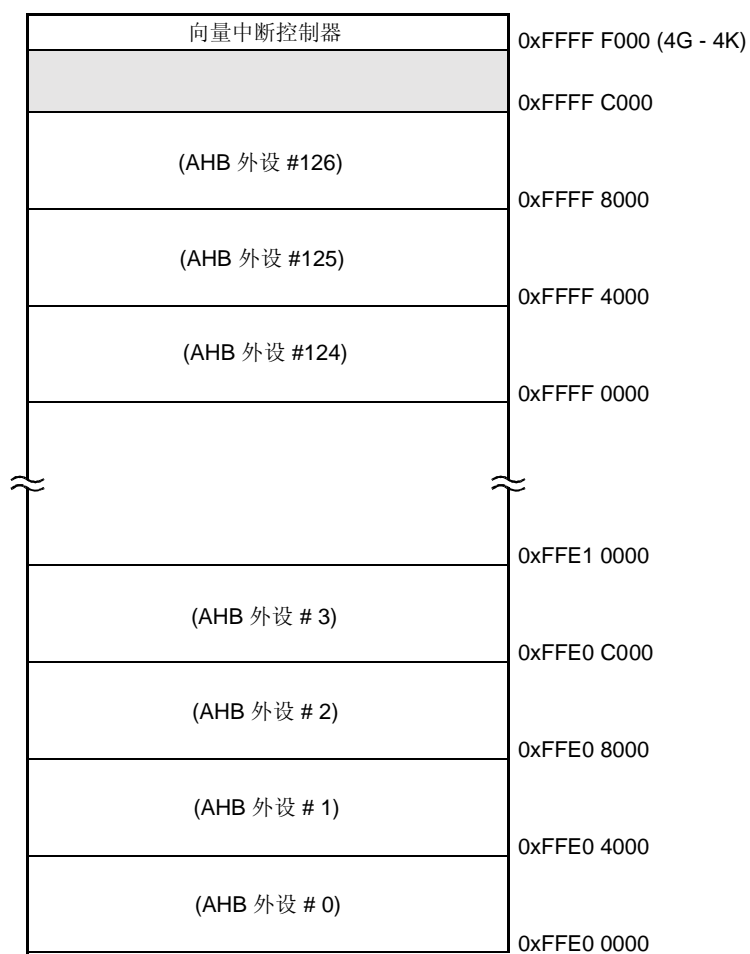 向量中断控制器
0xFFFF F000 (4G - 4K)
0xFFFF C000
(AHB 外设 #126)
0xFFFF 8000
(AHB 外设 #125)
0xFFFF 4000
(AHB 外设 #124)
0xFFFF 0000
0xFFE1 0000
(AHB 外设 # 3)
0xFFE0 C000
(AHB 外设 # 2)
0xFFE0 8000
(AHB 外设 # 1)
0xFFE0 4000
(AHB 外设 # 0)
0xFFE0 0000